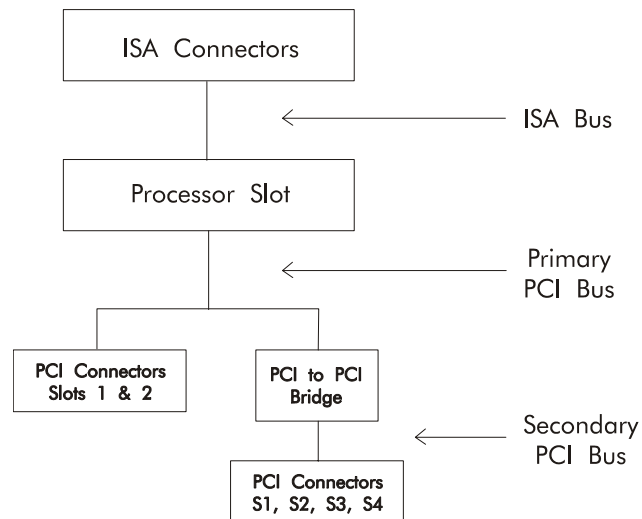 ISA Connectors
ISA Bus
Processor Slot
Primary
PCI Bus
PCI Connectors
Slots 1 & 2
PCI to PCI
Bridge
Secondary
PCI Bus
PCI Connectors
S1, S2, S3, S4